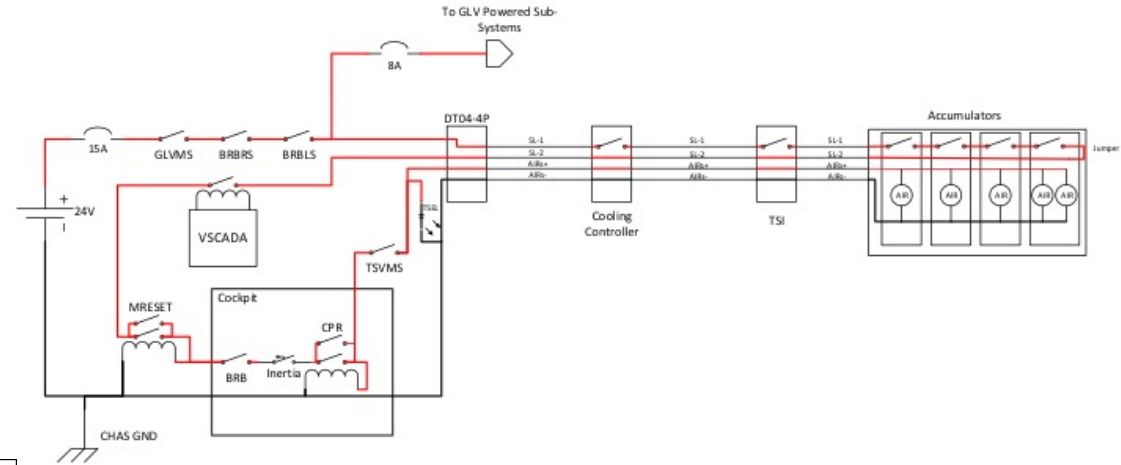 To GLV Powered Sub-
Systems
8A
DT04-4P
Accumulators
15A
GLVMS
BRBRS
BRBLS
SL-1
SL-1
SL-1
Jumper
SL-2
SL-2
SL-2
AIRs+
AIRs+
AIRs+
AIRs-
AIRs-
AIRs-
+
24V
AIR
AIR
AIR
AIR
AIR
TSEL
Cooling
Controller
TSI
VSCADA
TSVMS
Cockpit
MRESET
CPR
BRB
Inertia
CHAS GND